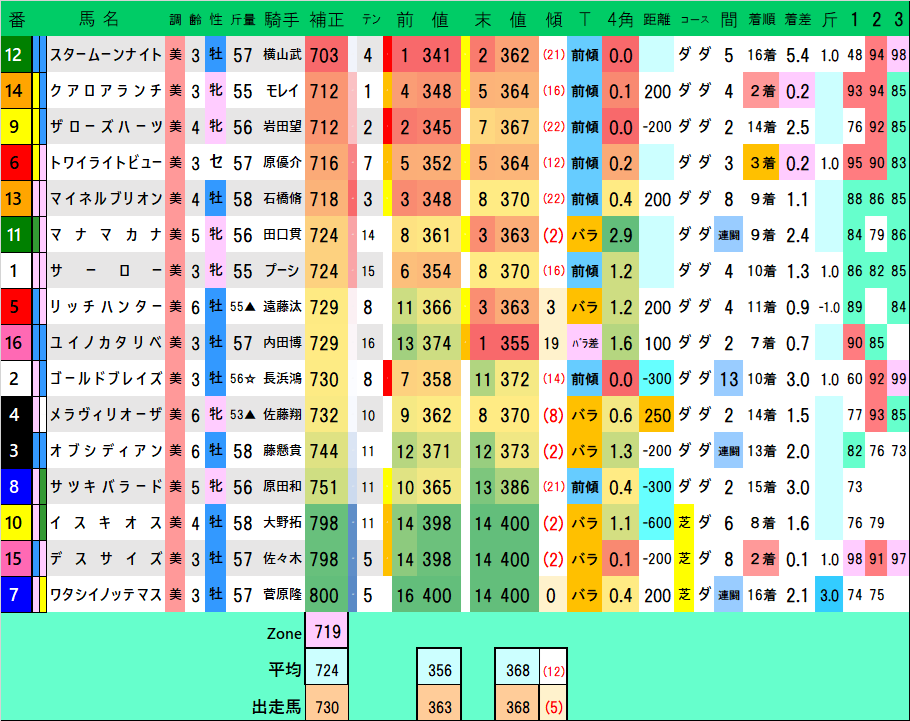 番 馬名 調 齢 性 斤量 騎手 補正 テン 前 値 末 値 傾 T 4角 距離 コース 間 着順 着差 斤 1 2 3
12 スタームーンナイト 美 3 牡 57 横山武 703 4 1 341 2 362 (21) 前傾 0.0 ダ ダ 5 16着 5.4 1.0 48 94 98
14 クアロアランチ 美 3 牝 55 モレイ 712 1 4 348 5 364 (16) 前傾 0.1 200 ダ ダ 4 2着 0.2 93 94 85
9 ザローズハーツ 美 4 牝 56 岩田望 712 2 2 345 7 367 (22) 前傾 0.0 -200 ダ ダ 2 14着 2.5 76 92 85
6 トワイライトビュー 美 3 セ 57 原優介 716 7 5 352 5 364 (12) 前傾 0.2 ダ ダ 3 3着 0.2 1.0 95 90 83
13 マイネルブリオン 美 4 牡 58 石橋脩 718 3 3 348 8 370 (22) 前傾 0.4 200 ダ ダ 8 9着 1.1 88 86 85
11 マナマカナ 美 5 牝 56 田口貫 724 14 8 361 3 363 (2) バラ 2.9 ダ ダ 連闘 9着 2.4 84 79 86
1 サーロー 美 3 牝 55 プーシ 724 15 6 354 8 370 (16) 前傾 1.2 ダ ダ 4 10着 1.3 1.0 86 82 85
5 リッチハンター 美 6 牡 55▲ 遠藤汰 729 8 11 366 3 363 3 バラ 1.2 200 ダ ダ 4 11着 0.9 -1.0 89 84
16 ユイノカタリベ 美 3 牡 57 内田博 729 16 13 374 1 355 19 バラ差 1.6 100 ダ ダ 2 7着 0.7 90 85
2 ゴールドブレイズ 美 3 牡 56☆ 長浜鴻 730 8 7 358 11 372 (14) 前傾 0.0 -300 ダ ダ 13 10着 3.0 1.0 60 92 99
4 メラヴィリオーザ 美 6 牝 53▲ 佐藤翔 732 10 9 362 8 370 (8) バラ 0.6 250 ダ ダ 2 14着 1.5 77 93 85
3 オブシディアン 美 6 牡 58 藤懸貴 744 11 12 371 12 373 (2) バラ 1.3 -200 ダ ダ 連闘 13着 2.0 82 76 73
8 サツキバラード 美 5 牝 56 原田和 751 11 10 365 13 386 (21) 前傾 0.4 -300 ダ ダ 2 15着 3.0 73
10 イスキオス 美 4 牡 58 大野拓 798 11 14 398 14 400 (2) バラ 1.1 -600 芝 ダ 6 8着 1.6 76 79
15 デスサイズ 美 3 牡 57 佐々木 798 5 14 398 14 400 (2) バラ 0.1 -200 芝 ダ 8 2着 0.1 1.0 98 91 97
7 ワタシイノッテマス 美 3 牡 57 菅原隆 800 5 16 400 14 400 0 バラ 0.4 200 芝 ダ 連闘 16着 2.1 3.0 74 75
Zone 719
平均 724 356 368 (12)
出走馬 730 363 368 (5)